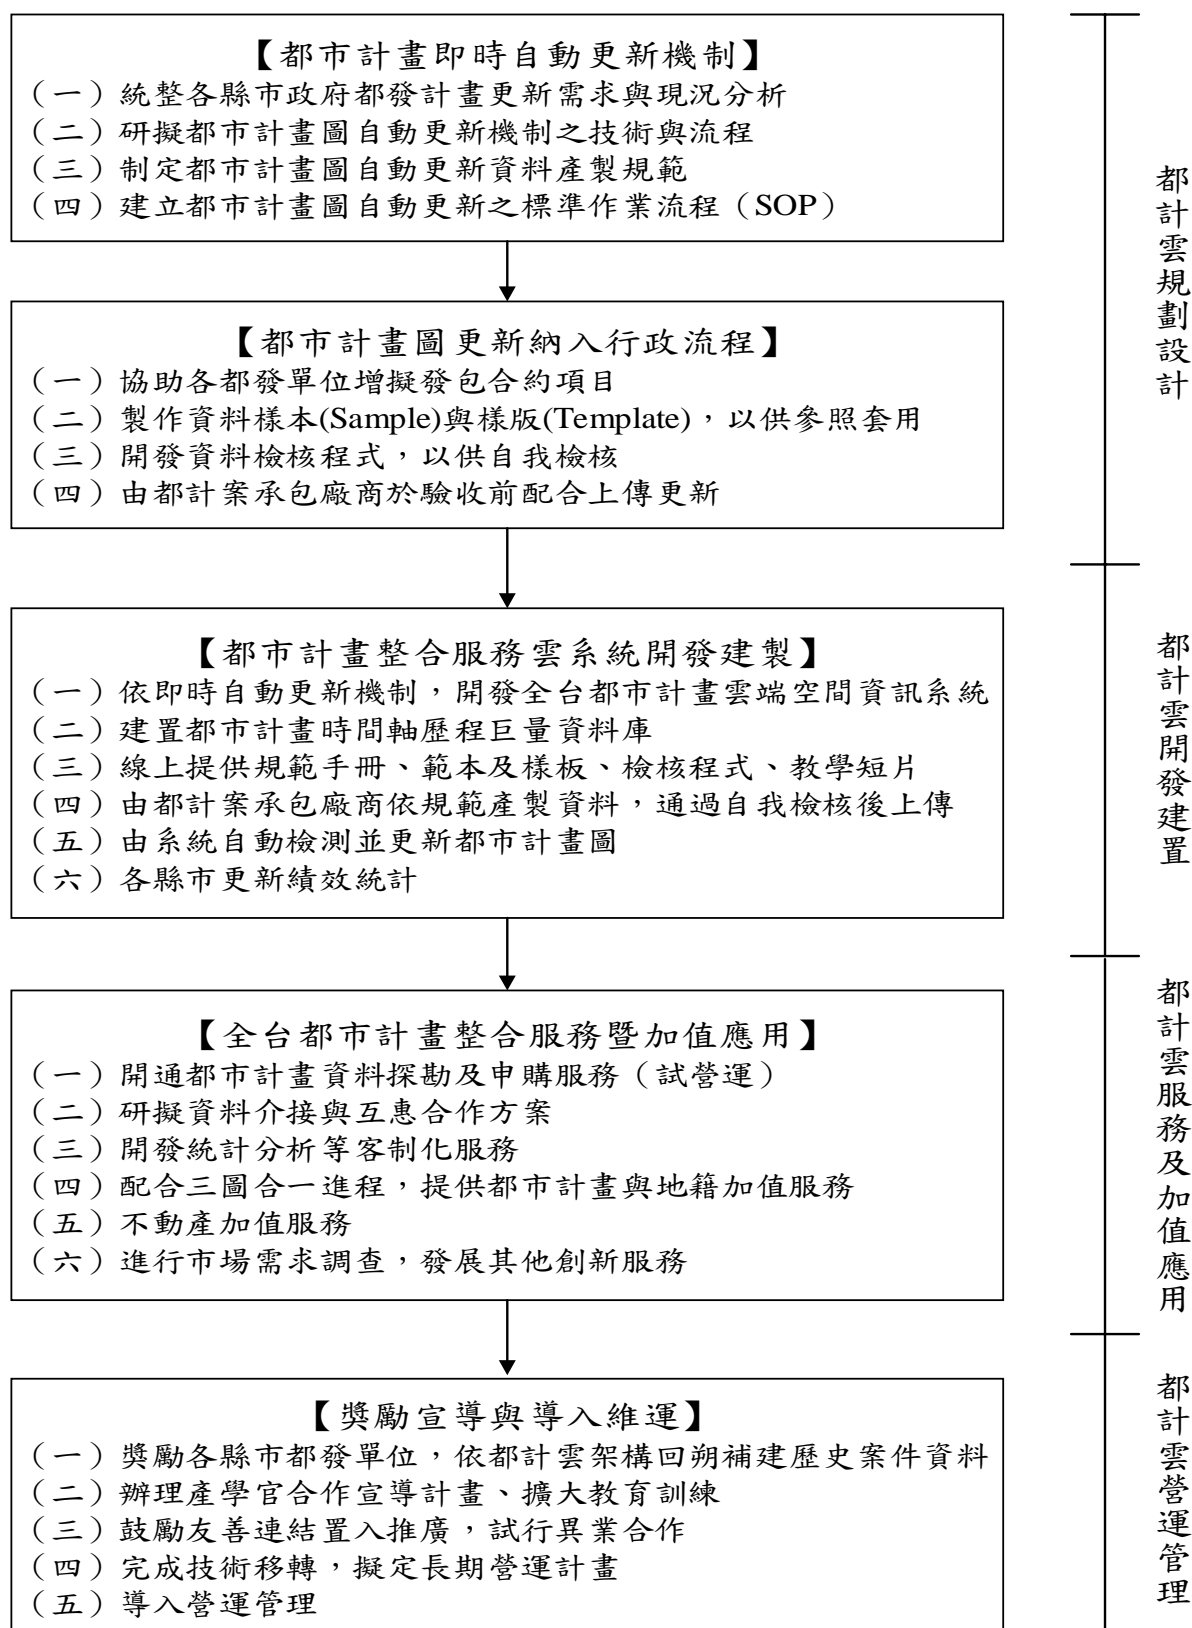 【都市計畫即時自動更新機制】
（一）統整各縣市政府都發計畫更新需求與現況分析
（二）研擬都市計畫圖自動更新機制之技術與流程
（三）制定都市計畫圖自動更新資料產製規範
（四）建立都市計畫圖自動更新之標準作業流程（SOP）
【都市計畫圖更新納入行政流程】
（一）協助各都發單位增擬發包合約項目
（二）製作資料樣本(Sample)與樣版(Template)，以供參照套用
（三）開發資料檢核程式，以供自我檢核
（四）由都計案承包廠商於驗收前配合上傳更新
都計雲規劃設計
【都市計畫整合服務雲系統開發建製】
（一）依即時自動更新機制，開發全台都市計畫雲端空間資訊系統
（二）建置都市計畫時間軸歷程巨量資料庫
（三）線上提供規範手冊、範本及樣板、檢核程式、教學短片
（四）由都計案承包廠商依規範產製資料，通過自我檢核後上傳
（五）由系統自動檢測並更新都市計畫圖
（六）各縣市更新績效統計
都計雲開發建置
【全台都市計畫整合服務暨加值應用】
（一）開通都市計畫資料探勘及申購服務（試營運）
（二）研擬資料介接與互惠合作方案
（三）開發統計分析等客制化服務
（四）配合三圖合一進程，提供都市計畫與地籍加值服務
（五）不動產加值服務
（六）進行市場需求調查，發展其他創新服務
都計雲服務及加值應用
【獎勵宣導與導入維運】
（一）獎勵各縣市都發單位，依都計雲架構回朔補建歷史案件資料
（二）辦理產學官合作宣導計畫、擴大教育訓練
（三）鼓勵友善連結置入推廣，試行異業合作
（四）完成技術移轉，擬定長期營運計畫
（五）導入營運管理
都計雲營運管理